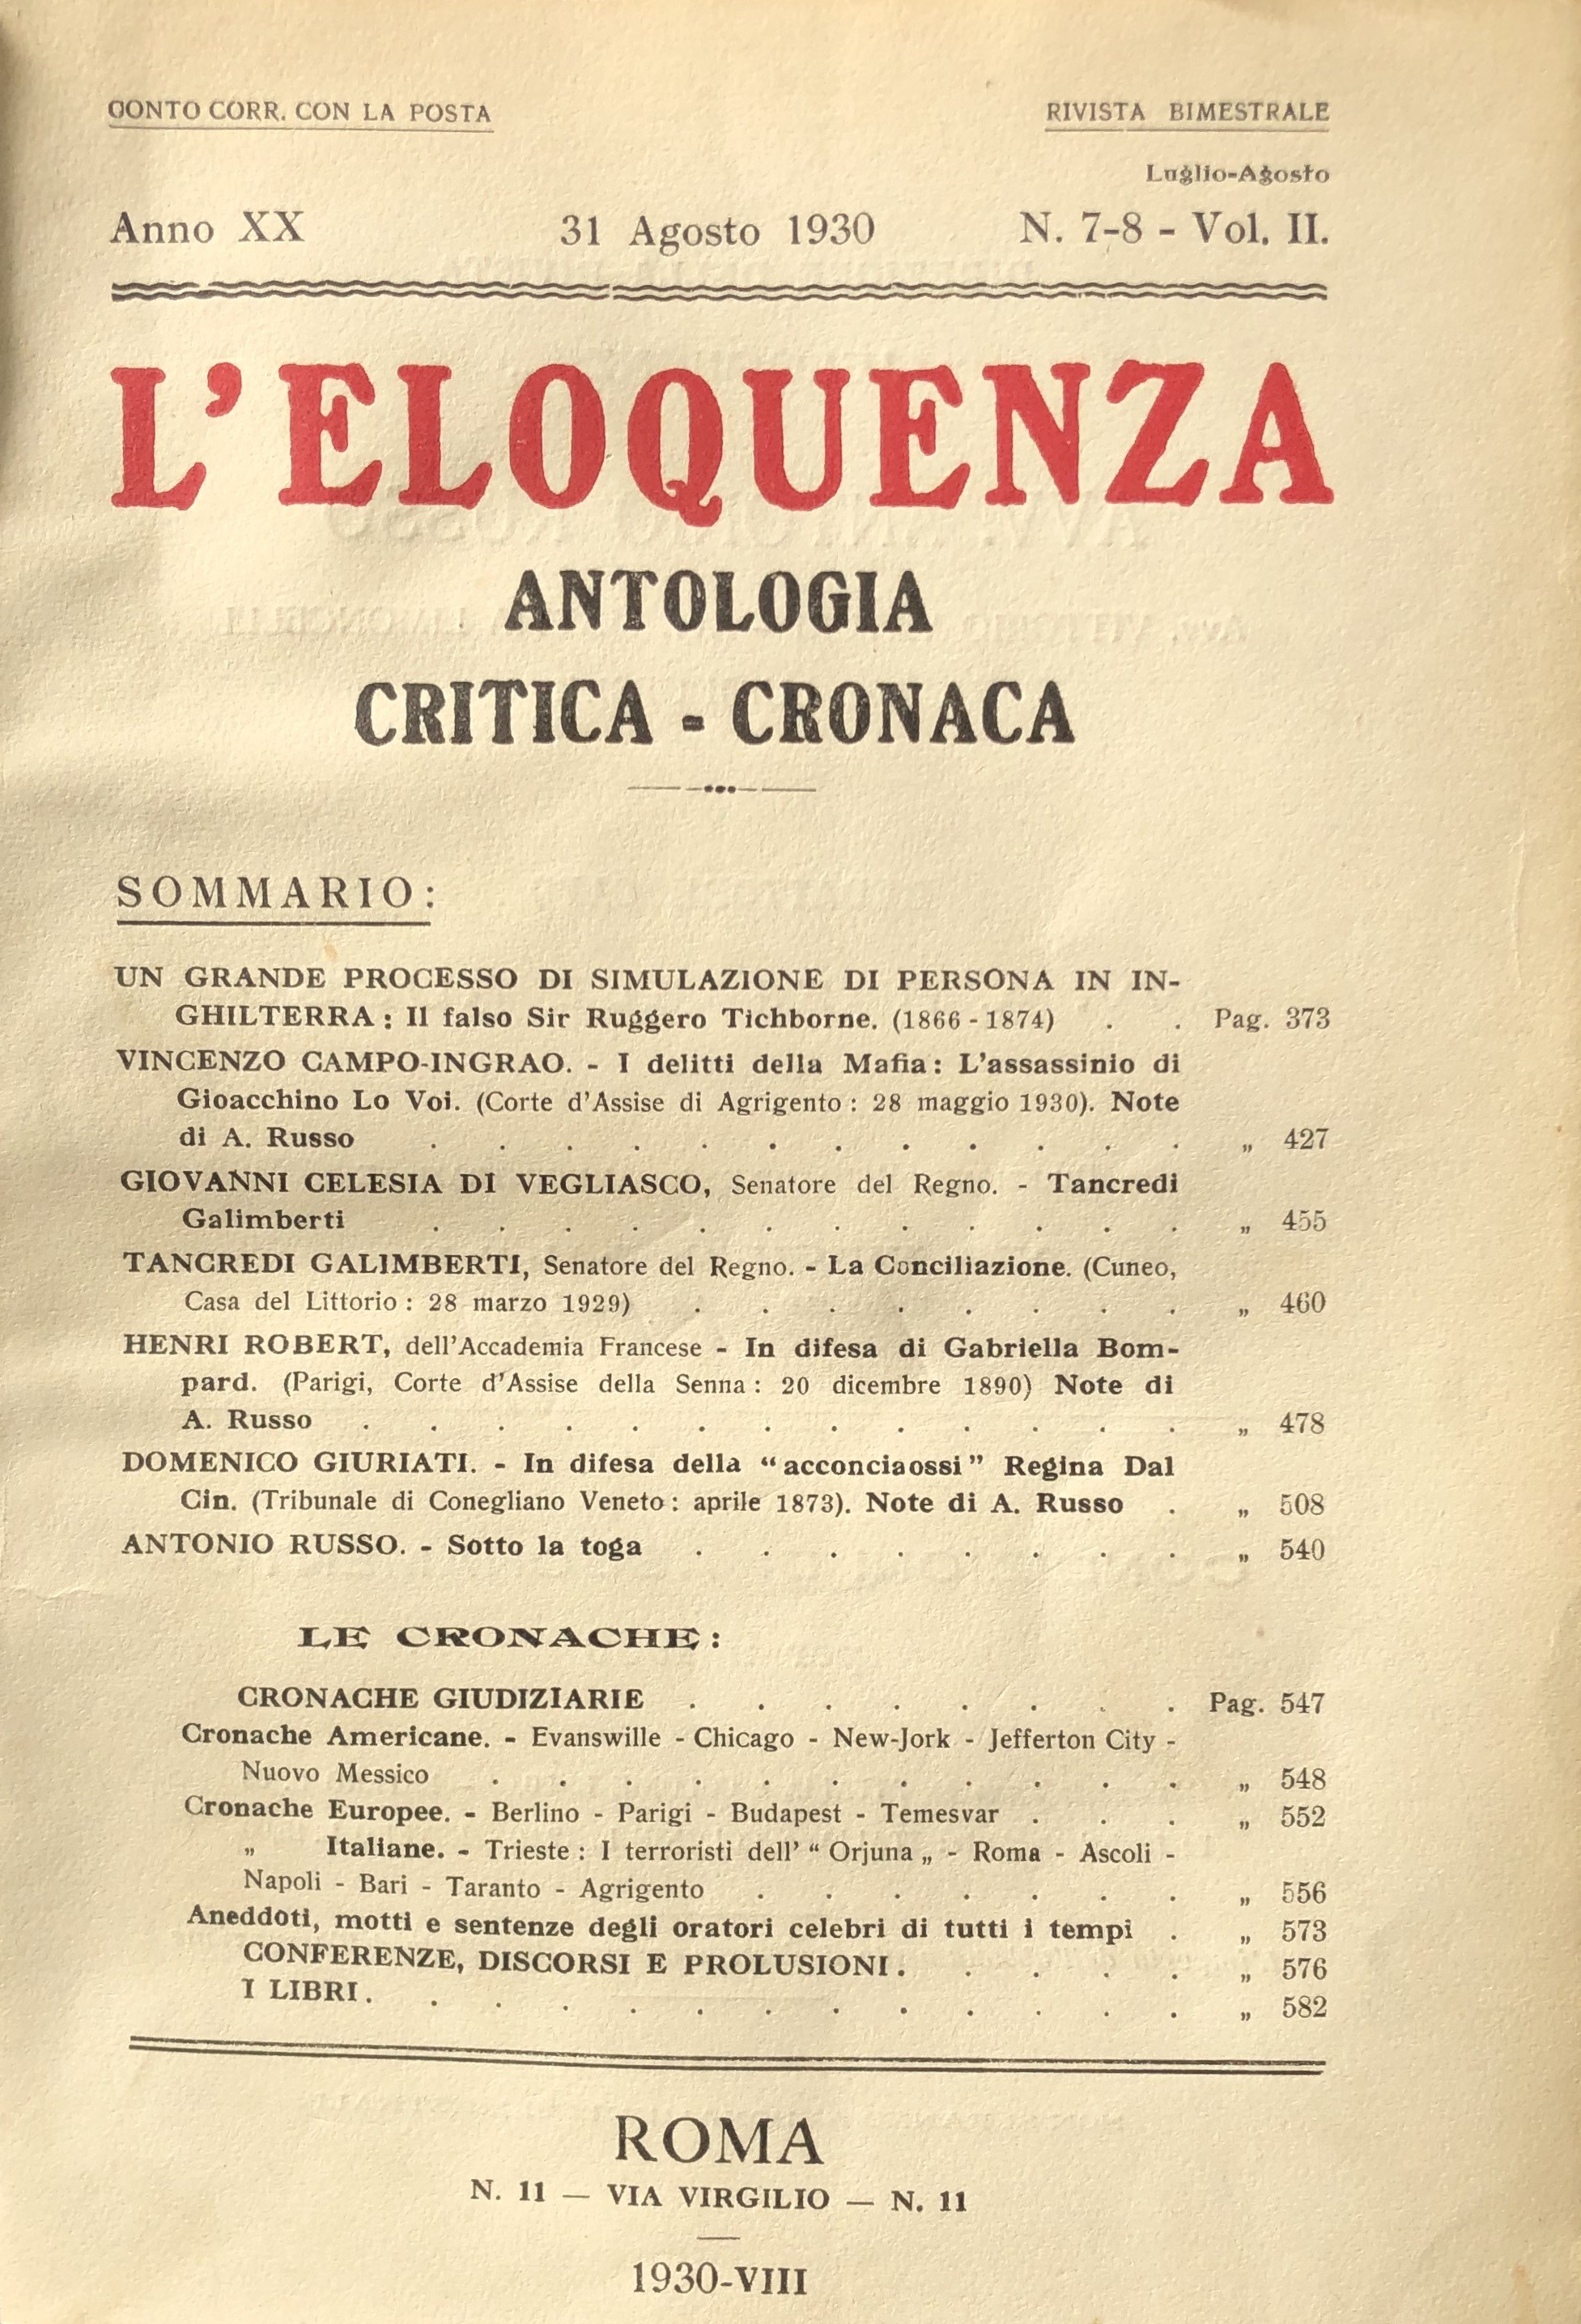 CONTO CORR. CON LA POSTA
RIVISTA BIMESTRALE
Luglio-Agosto
Anno XX 31 Agosto 1930 N. 7-8 - Vol. II.
L'ELOQUENZA
ANTOLOGIA
CRITICA - CRONACA
SOMMARIO:
UN GRANDE PROCESSO DI SIMULAZIONE DI PERSONA IN IN-
GHILTERRA: Il falso Sir Ruggero Tichborne. (1866-1874) . . Pag. 373
VINCENZO CAMPO-INGRAO. - I delitti della Mafia: L'assassinio di
Gioacchino Lo Voi. (Corte d'Assise di Agrigento: 28 maggio 1930). Note
di A. Russo . . . . . . . . . . . . „ 427
GIOVANNI CELESIA DI VEGLIASCO, Senatore del Regno. - Tancredi
Galimberti . . . . . . . . . . . . „ 455
TANCREDI GALIMBERTI, Senatore del Regno. - La Conciliazione. (Cuneo,
Casa del Littorio: 28 marzo 1929) . . . . . . . . „ 460
HENRI ROBERT, dell'Accademia Francese - In difesa di Gabriella Bom-
pard. (Parigi, Corte d'Assise della Senna: 20 dicembre 1890) Note di
A. Russo . . . . . . . . . . . . . „ 478
DOMENICO GIURIATI. - In difesa della “acconciaossi” Regina Dal
Cin. (Tribunale di Conegliano Veneto: aprile 1873). Note di A. Russo . „ 508
ANTONIO RUSSO. - Sotto la toga . . . . . . . . „ 540
LE CRONACHE:
CRONACHE GIUDIZIARIE . . . . . . . . Pag. 547
Cronache Americane. - Evanswille - Chicago - New-Jork - Jefferton City -
Nuovo Messico . . . . . . . . . . . „ 548
Cronache Europee. - Berlino - Parigi - Budapest - Temesvar . . . „ 552
„ Italiane. - Trieste: I terroristi dell' “ Orjuna „ - Roma - Ascoli -
Napoli - Bari - Taranto - Agrigento . . . . . . . „ 556
Aneddoti, motti e sentenze degli oratori celebri di tutti i tempi . „ 573
CONFERENZE, DISCORSI E PROLUSIONI. . . . . „ 576
I LIBRI. . . . . . . . . . . . . „ 582
ROMA
N. 11 — VIA VIRGILIO — N. 11
1930-VIII